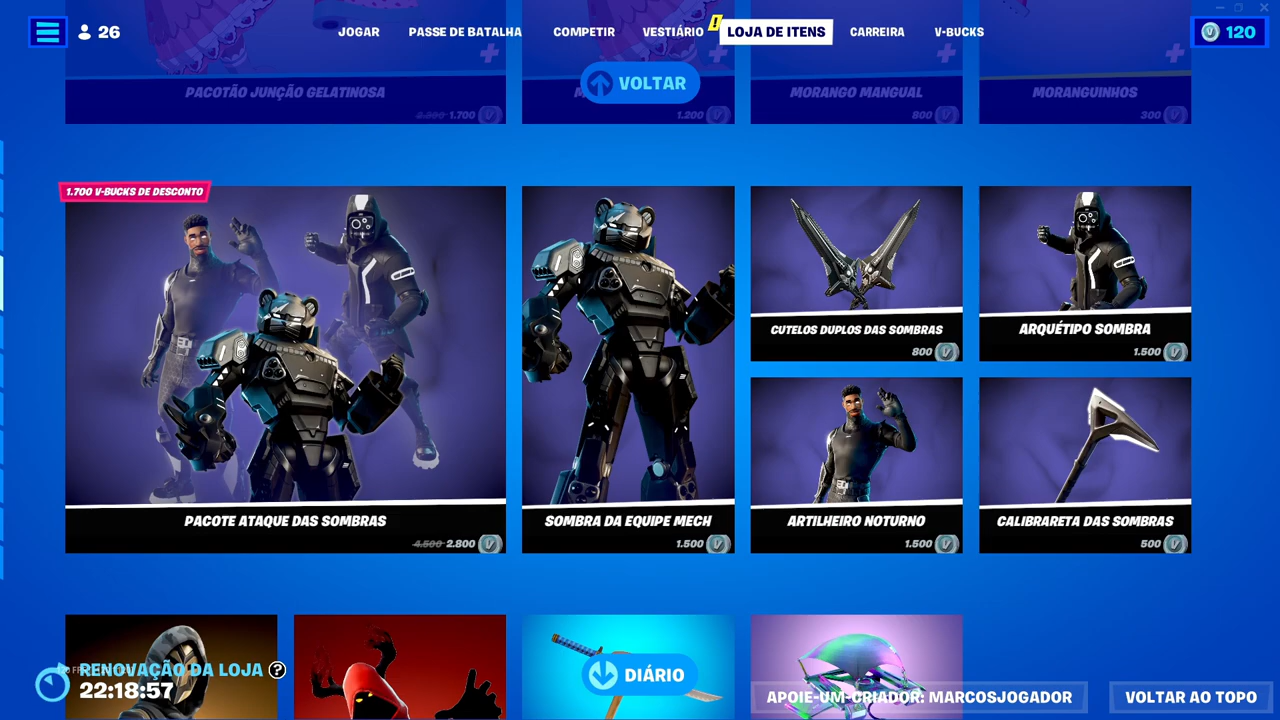 26
JOGAR
PASSE DE BATALHA
COMPETIR
VESTIÁRIO
LOJA DE ITENS
CARREIRA
V-BUCKS
120
VOLTAR
PACOTÃO JUNÇÃO GELATINOSA
1.700
1.200
MORANGO MANGUAL
800
MORANGUINHOS
300
1.700 V-BUCKS DE DESCONTO
PACOTE ATAQUE DAS SOMBRAS
4.500 2.800
SOMBRA DA EQUIPE MECH
1.500
CUTELOS DUPLOS DAS SOMBRAS
800
ARQUÉTIPO SOMBRA
1.500
ARTILHEIRO NOTURNO
1.500
CALIBRARETA DAS SOMBRAS
500
RENOVAÇÃO DA LOJA ?
22:18:57
DIÁRIO
APOIE-UM-CRIADOR: MARCOSJOGADOR
VOLTAR AO TOPO